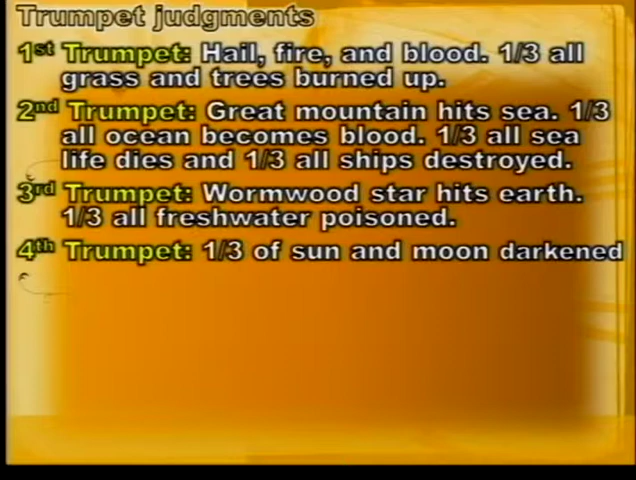 Trumpet judgments
1st Trumpet: Hail, fire, and blood. 1/3 all
grass and trees burned up.
2nd Trumpet: Great mountain hits sea. 1/3
all ocean becomes blood. 1/3 all sea
life dies and 1/3 all ships destroyed.
3rd Trumpet: Wormwood star hits earth.
1/3 all freshwater poisoned.
4th Trumpet: 1/3 of sun and moon darkened